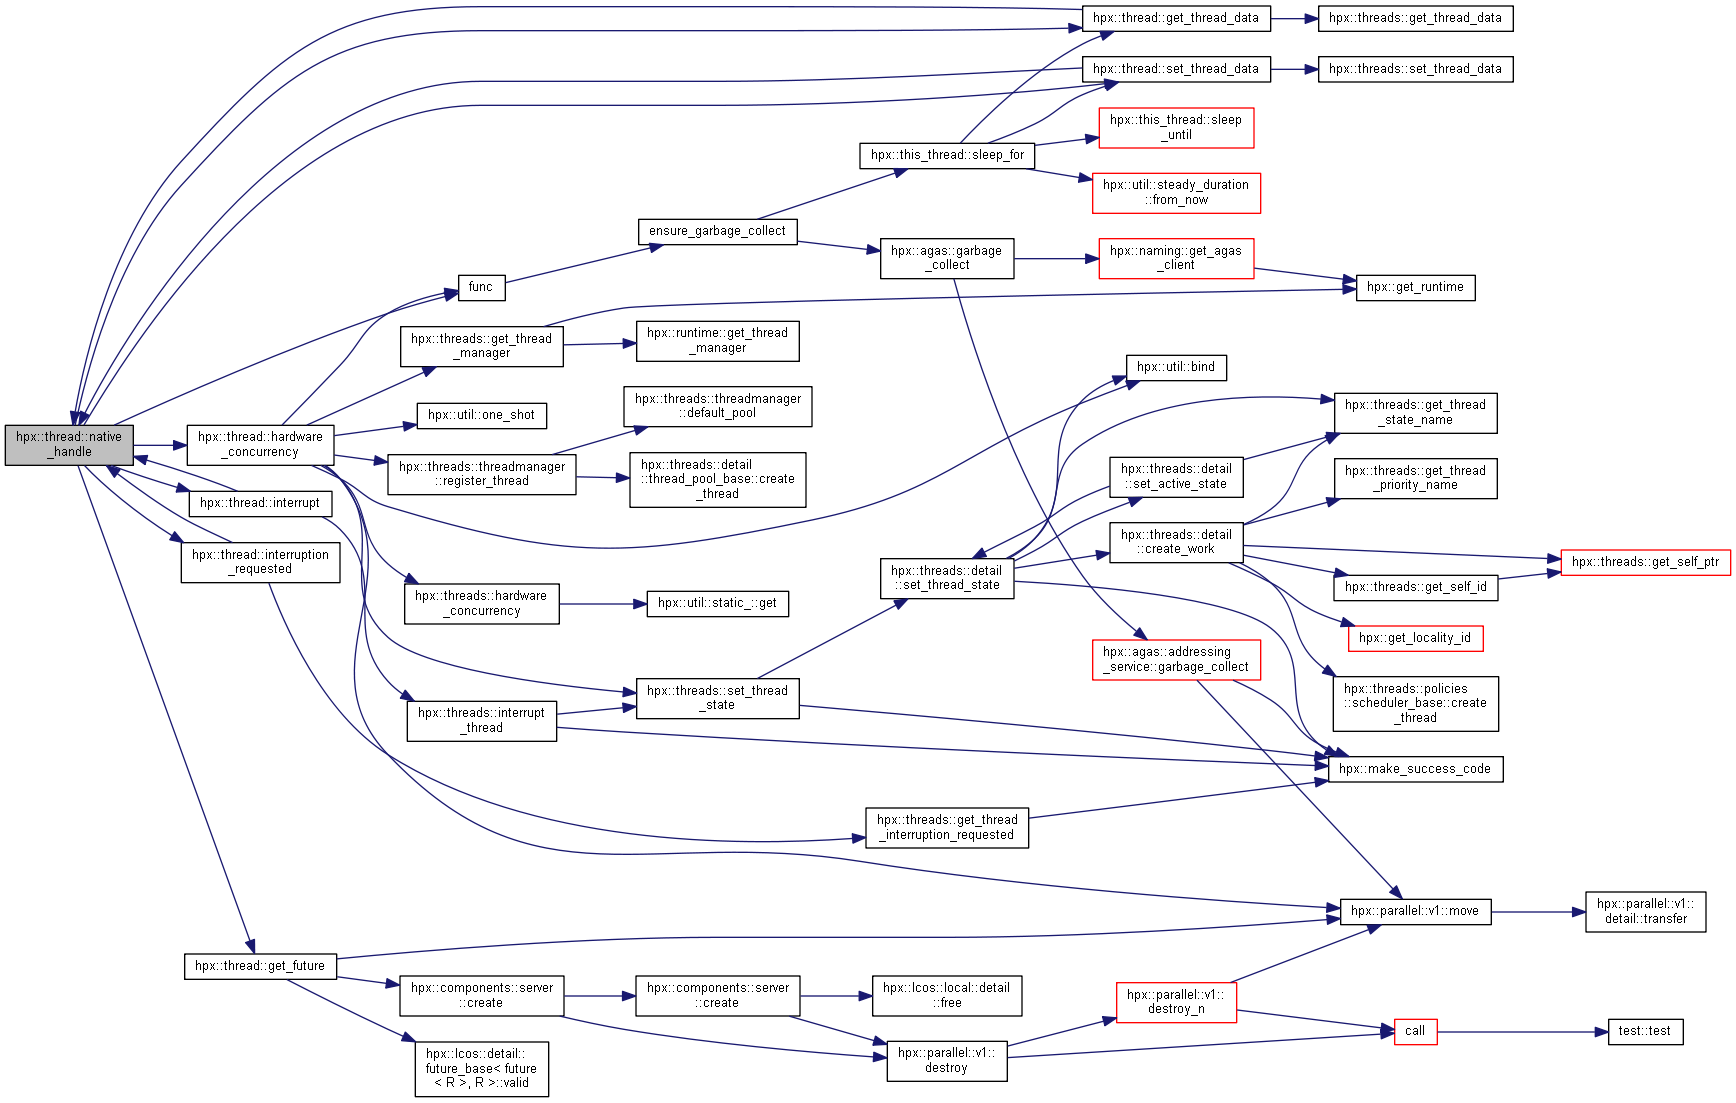 hpx::thread::get_thread_data
hpx::threads::get_thread_data
hpx::thread::set_thread_data
hpx::threads::set_thread_data
hpx::this_thread::sleep
_until
hpx::this_thread::sleep_for
hpx::util::steady_duration
::from_now
ensure_garbage_collect
hpx::agas::garbage
_collect
hpx::naming::get_agas
_client
func
hpx::get_runtime
hpx::threads::get_thread
_manager
hpx::runtime::get_thread
_manager
hpx::util::bind
hpx::threads::threadmanager
::default_pool
hpx::util::one_shot
hpx::threads::get_thread
_state_name
hpx::thread::native
_handle
hpx::thread::hardware
_concurrency
hpx::threads::threadmanager
::register_thread
hpx::threads::detail
::thread_pool_base::create
_thread
hpx::threads::detail
::set_active_state
hpx::threads::get_thread
_priority_name
hpx::thread::interrupt
hpx::threads::detail
::create_work
hpx::thread::interruption
_requested
hpx::threads::get_self_ptr
hpx::threads::detail
::set_thread_state
hpx::threads::get_self_id
hpx::threads::hardware
_concurrency
hpx::util::static_::get
hpx::get_locality_id
hpx::agas::addressing
_service::garbage_collect
hpx::threads::set_thread
_state
hpx::threads::policies
::scheduler_base::create
_thread
hpx::threads::interrupt
_thread
hpx::make_success_code
hpx::threads::get_thread
_interruption_requested
hpx::parallel::v1::move
hpx::parallel::v1::
detail::transfer
hpx::thread::get_future
hpx::components::server
::create
hpx::components::server
::create
hpx::lcos::local::detail
::free
hpx::parallel::v1::
destroy_n
call
test::test
hpx::parallel::v1::
destroy
hpx::lcos::detail::
future_base< future
< R >, R >::valid